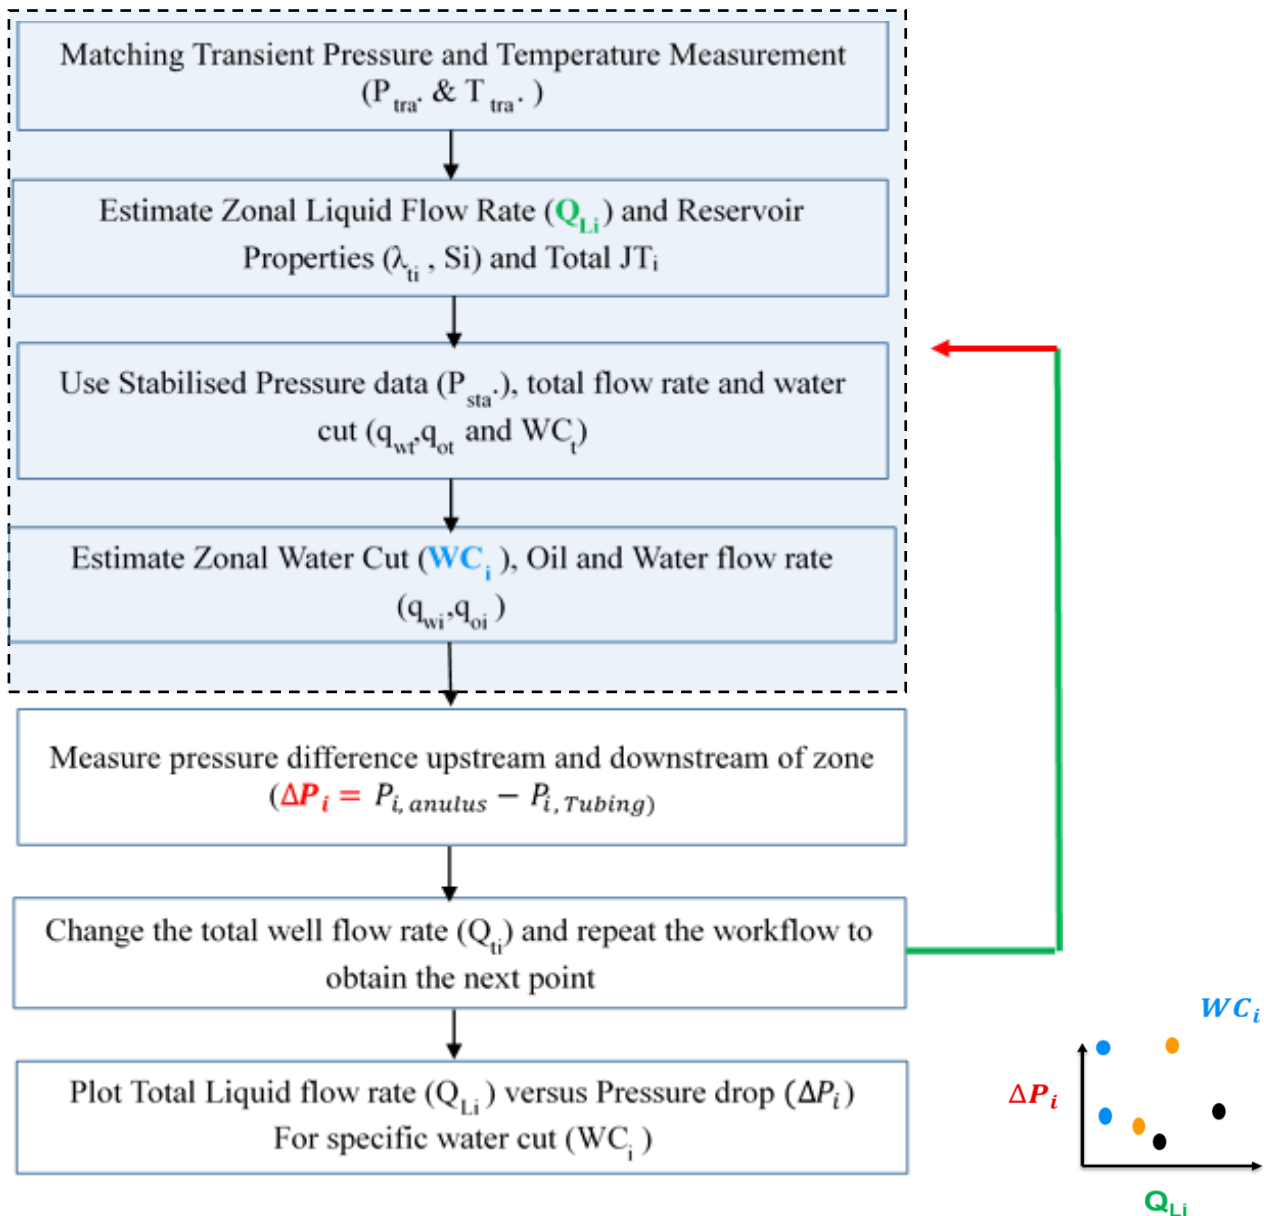 Matching Transient Pressure and Temperature Measurement
(P tra. & T tra. )
Estimate Zonal Liquid Flow Rate (QLi) and Reservoir
Properties (λti , Si) and Total JTi
Use Stabilised Pressure data (Psta.), total flow rate and water
cut (qwt,qot and WCt)
Estimate Zonal Water Cut (WCi ), Oil and Water flow rate
(qwi,qoi )
Measure pressure difference upstream and downstream of zone
(ΔPi = Pi, anulus − Pi, Tubing)
Change the total well flow rate (Qti) and repeat the workflow to
obtain the next point
Plot Total Liquid flow rate (QLi ) versus Pressure drop (ΔPi)
For specific water cut (WCi )
WCi
ΔPi
QLi